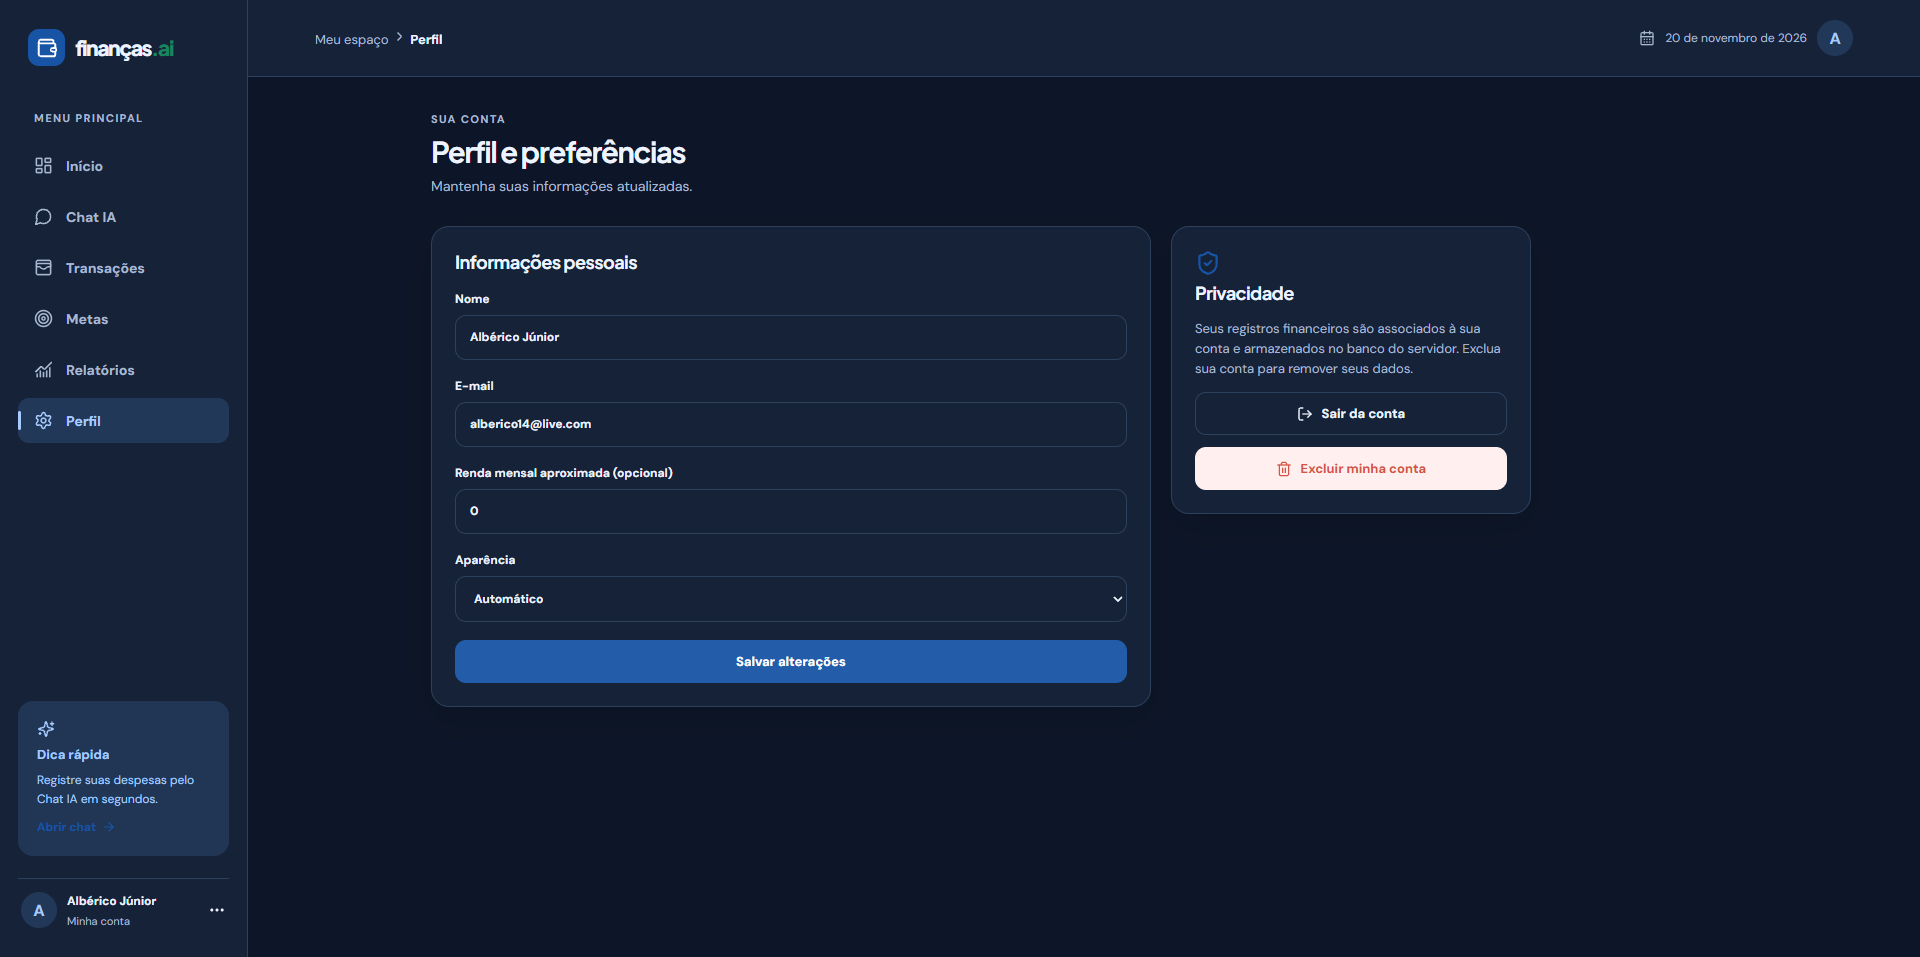 finanças.ai
MENU PRINCIPAL
Início
Chat IA
Transações
Metas
Relatórios
Perfil
Dica rápida
Registre suas despesas pelo
Chat IA em segundos.
Abrir chat
A
Albérico Júnior
Minha conta
Meu espaço
Perfil
20 de novembro de 2026
A
SUA CONTA
Perfil e preferências
Mantenha suas informações atualizadas.
Informações pessoais
Nome
Albérico Júnior
E-mail
alberico14@live.com
Renda mensal aproximada (opcional)
0
Aparência
Automático
Salvar alterações
Privacidade
Seus registros financeiros são associados à sua
conta e armazenados no banco do servidor. Exclua
sua conta para remover seus dados.
Sair da conta
Excluir minha conta